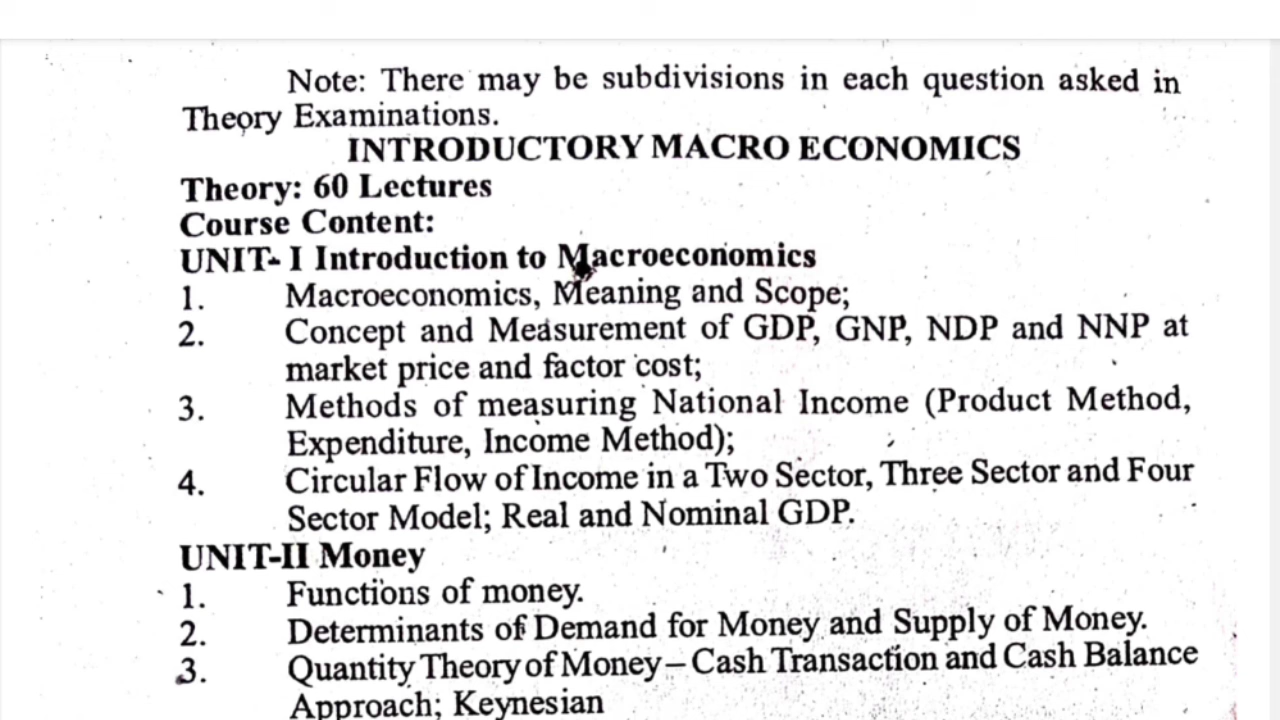 Note: There may be subdivisions in each question asked in
Theory Examinations.
INTRODUCTORY MACRO ECONOMICS
Theory: 60 Lectures
Course Content:
UNIT- I Introduction to Macroeconomics
1. Macroeconomics, Meaning and Scope;
2. Concept and Measurement of GDP, GNP, NDP and NNP at
market price and factor cost;
3. Methods of measuring National Income (Product Method,
Expenditure, Income Method);
4. Circular Flow of Income in a Two Sector, Three Sector and Four
Sector Model; Real and Nominal GDP.
UNIT-II Money
1. Functions of money.
2. Determinants of Demand for Money and Supply of Money.
3. Quantity Theory of Money – Cash Transaction and Cash Balance
Approach; Keynesian